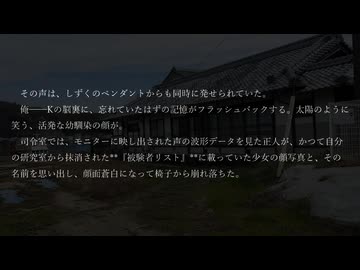 その声は、しずくのペンダントからも同時に発せられていた。
俺――Kの脳裏に、忘れていたはずの記憶がフラッシュバックする。太陽のように
笑う、活発な幼馴染の顔が。
司令室では、モニターに映し出された声の波形データを見た正人が、かつて自分
の研究室から抹消された**『被験者リスト』**に載っていた少女の顔写真と、その
名前を思い出し、顔面蒼白になって椅子から崩れ落ちた。